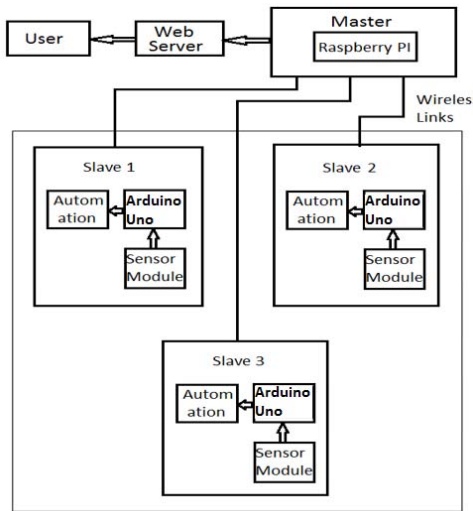 User
Web
Server
Master
Raspberry PI
Wireles
Links
Slave 1
Autom
ation
Arduino
Uno
Sensor
Module
Slave 2
Autom
ation
Arduino
Uno
Sensor
Module
Slave 3
Autom
ation
Arduino
Uno
Sensor
Module